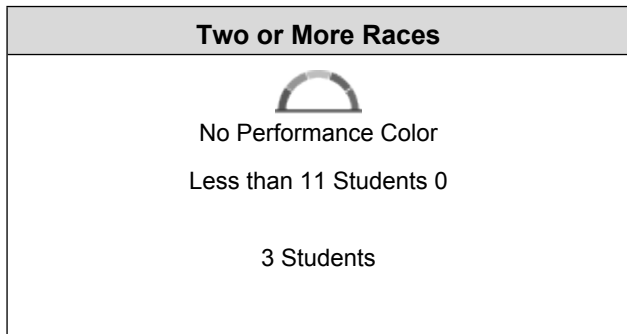 Two or More Races
No Performance Color
Less than 11 Students 0
3 Students